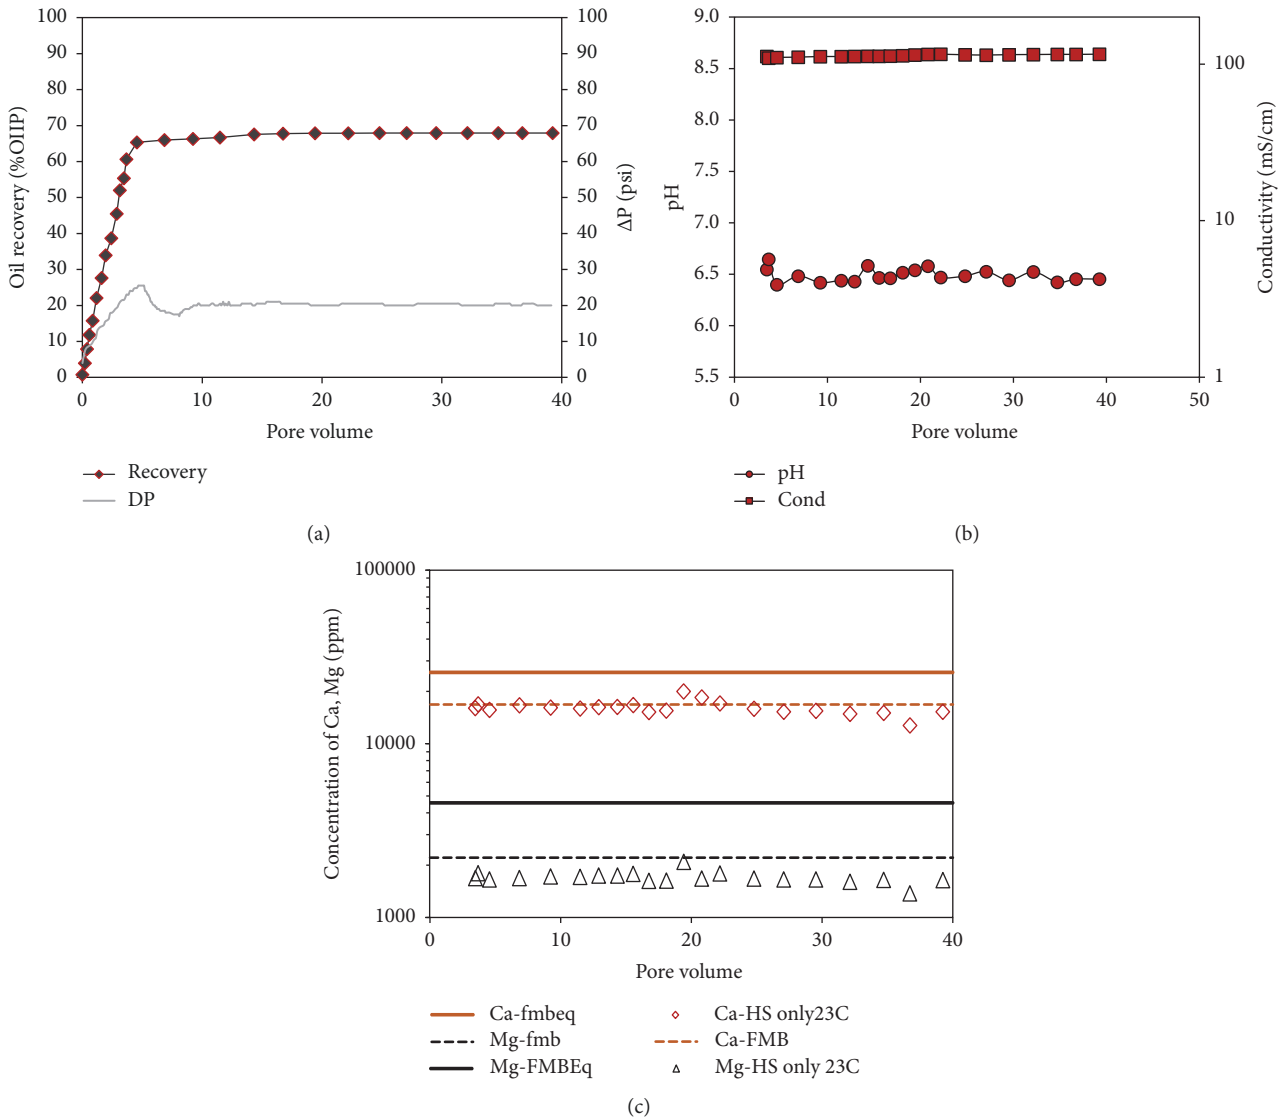 100
90
80
70
60
50
40
30
20
10
0
Oil recovery (%OIIP)
100
90
80
70
60
50
40
30
20
10
0
ΔP (psi)
0 10 20 30 40
Pore volume
Recovery
DP
(a)
9.0
8.5
8.0
7.5
7.0
6.5
6.0
5.5
pH
100
10
1
Conductivity (mS/cm)
0 10 20 30 40 50
Pore volume
pH
Cond
(b)
100000
10000
1000
Concentration of Ca, Mg (ppm)
0 10 20 30 40
Pore volume
Ca-fmbeq
Mg-fmb
Mg-FMBEq
Ca-HS only23C
Ca-FMB
Mg-HS only 23C
(c)